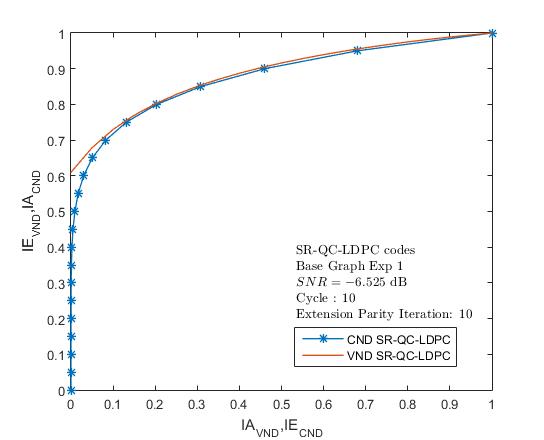 1
0.9
0.8
0.7
0.6
0.5
0.4
0.3
0.2
0.1
0
IE_VND,IA_CND
SR-QC-LDPC codes
Base Graph Exp 1
SNR = −6.525 dB
Cycle : 10
Extension Parity Iteration: 10
CND SR-QC-LDPC
VND SR-QC-LDPC
0 0.1 0.2 0.3 0.4 0.5 0.6 0.7 0.8 0.9 1
IA_VND,IE_CND